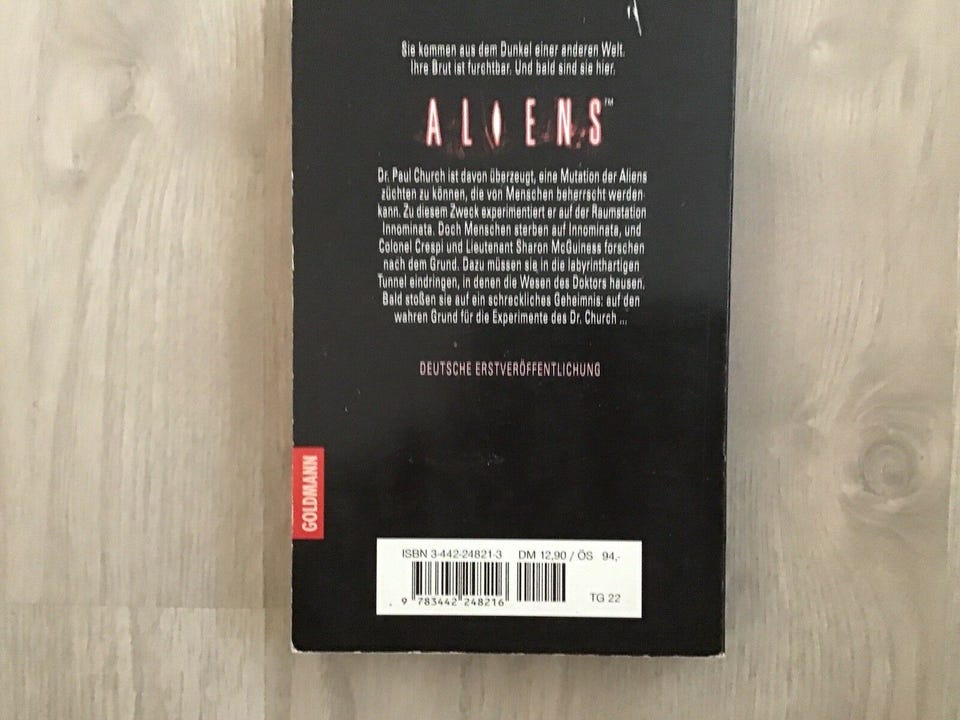 Sie kommen aus dem Dunkel einer anderen Welt.
Ihre Brut ist furchtbar. Und bald sind sie hier.
ALIENS™
Dr. Paul Church ist davon überzeugt, eine Mutation der Aliens
züchten zu können, die von Menschen beherrscht werden
kann. Zu diesem Zweck experimentiert er auf der Raumstation
Innominata. Doch Menschen sterben auf Innominata, und
Colonel Crespi und Lieutenant Sharon McGuiness forschen
nach dem Grund. Dazu müssen sie in die labyrinthartigen
Tunnel eindringen, in denen die Wesen des Doktors hausen.
Bald stoßen sie auf ein schreckliches Geheimnis: auf den
wahren Grund für die Experimente des Dr. Church ...
DEUTSCHE ERSTVERÖFFENTLICHUNG
GOLDMANN
ISBN 3-442-24821-3 DM 12,90 / ÖS 94,-
9 783442 248216
TG 22